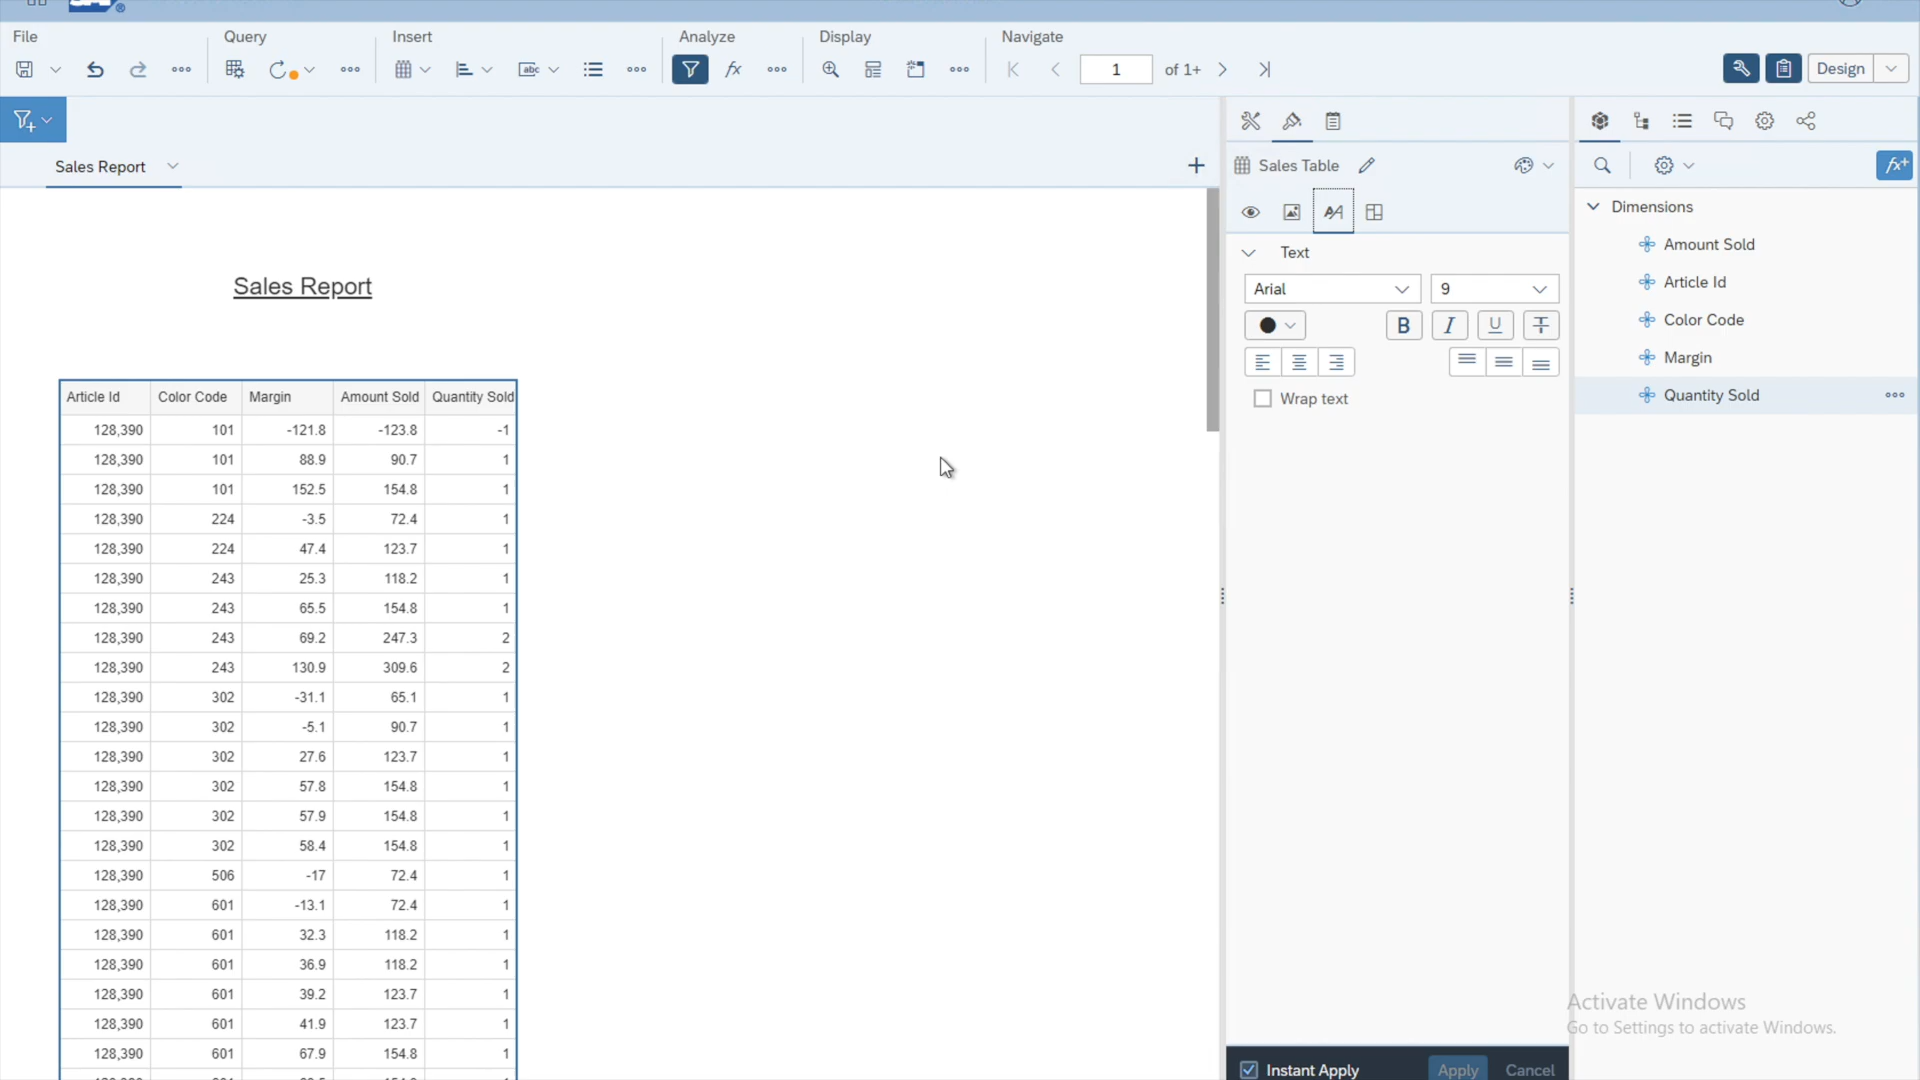 File Query Insert Analyze Display Navigate
abc fx 1 of 1+ Design
Sales Report
Sales Table fx+
Sales Report
Article Id Color Code Margin Amount Sold Quantity Sold
128,390 101 -121.8 -123.8 -1
128,390 101 88.9 90.7 1
128,390 101 152.5 154.8 1
128,390 224 -3.5 72.4 1
128,390 224 47.4 123.7 1
128,390 243 25.3 118.2 1
128,390 243 65.5 154.8 1
128,390 243 69.2 247.3 2
128,390 243 130.9 309.6 2
128,390 302 -31.1 65.1 1
128,390 302 -5.1 90.7 1
128,390 302 27.6 123.7 1
128,390 302 57.8 154.8 1
128,390 302 57.9 154.8 1
128,390 302 58.4 154.8 1
128,390 506 -17 72.4 1
128,390 601 -13.1 72.4 1
128,390 601 32.3 118.2 1
128,390 601 36.9 118.2 1
128,390 601 39.2 123.7 1
128,390 601 41.9 123.7 1
128,390 601 67.9 154.8 1
Text
Arial 9
B I U T
Wrap text
Instant Apply Apply Cancel
Dimensions
Amount Sold
Article Id
Color Code
Margin
Quantity Sold
Activate Windows
Go to Settings to activate Windows.